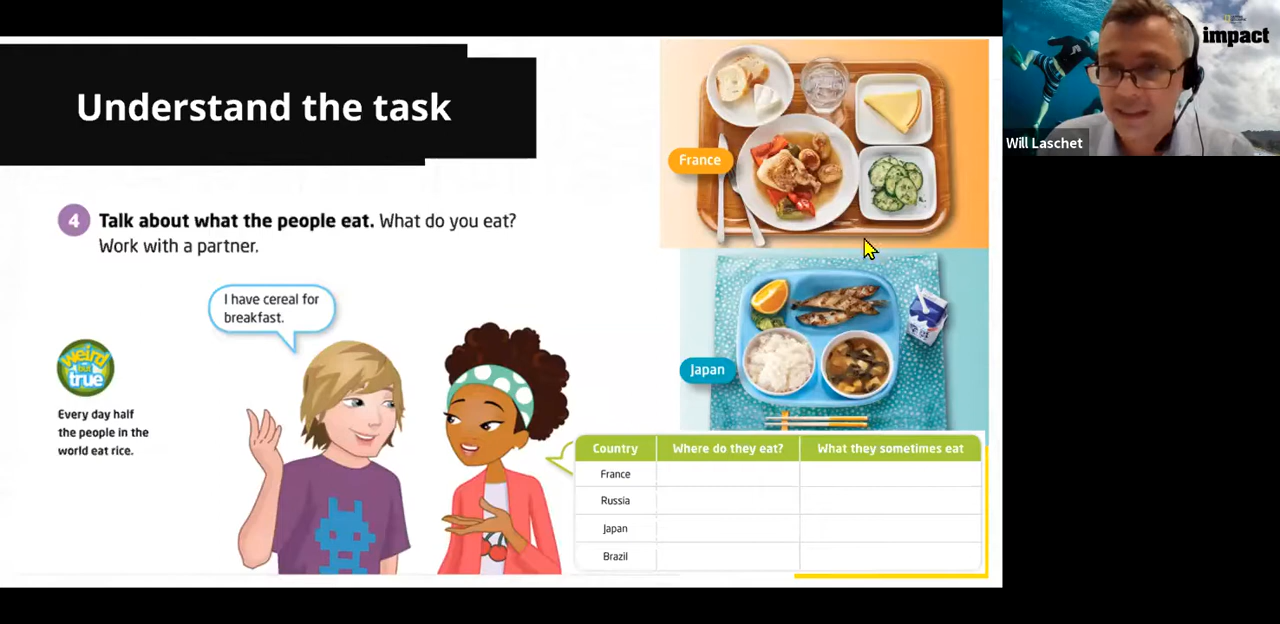 Understand the task
4 Talk about what the people eat. What do you eat?
Work with a partner.
I have cereal for
breakfast.
weird
but
true
Every day half
the people in the
world eat rice.
France
Japan
Country Where do they eat? What they sometimes eat
France
Russia
Japan
Brazil
impact
Will Laschet